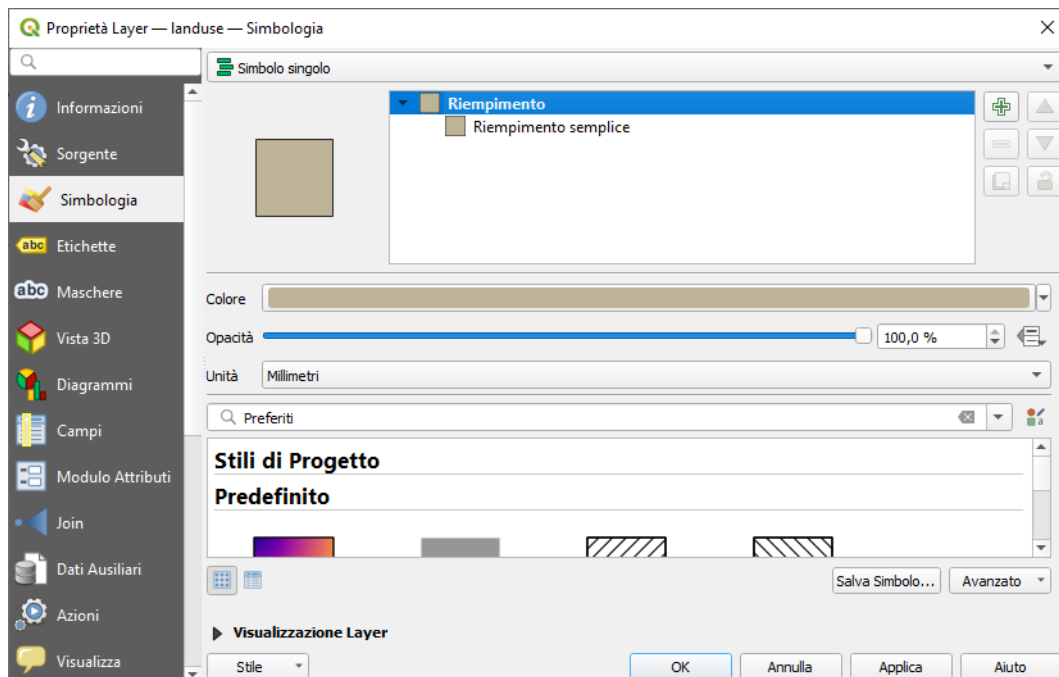 Proprietà Layer — landuse — Simbologia
Simbolo singolo
Informazioni
Sorgente
Simbologia
abc Etichette
abc Maschere
Vista 3D
Diagrammi
Campi
Modulo Attributi
Join
Dati Ausiliari
Azioni
Visualizza
Riempimento
Riempimento semplice
Colore
Opacità
100,0 %
Unità
Millimetri
Preferiti
a
Stili di Progetto
Predefinito
Salva Simbolo...
Avanzato
Visualizzazione Layer
Stile
OK
Annulla
Applica
Aiuto